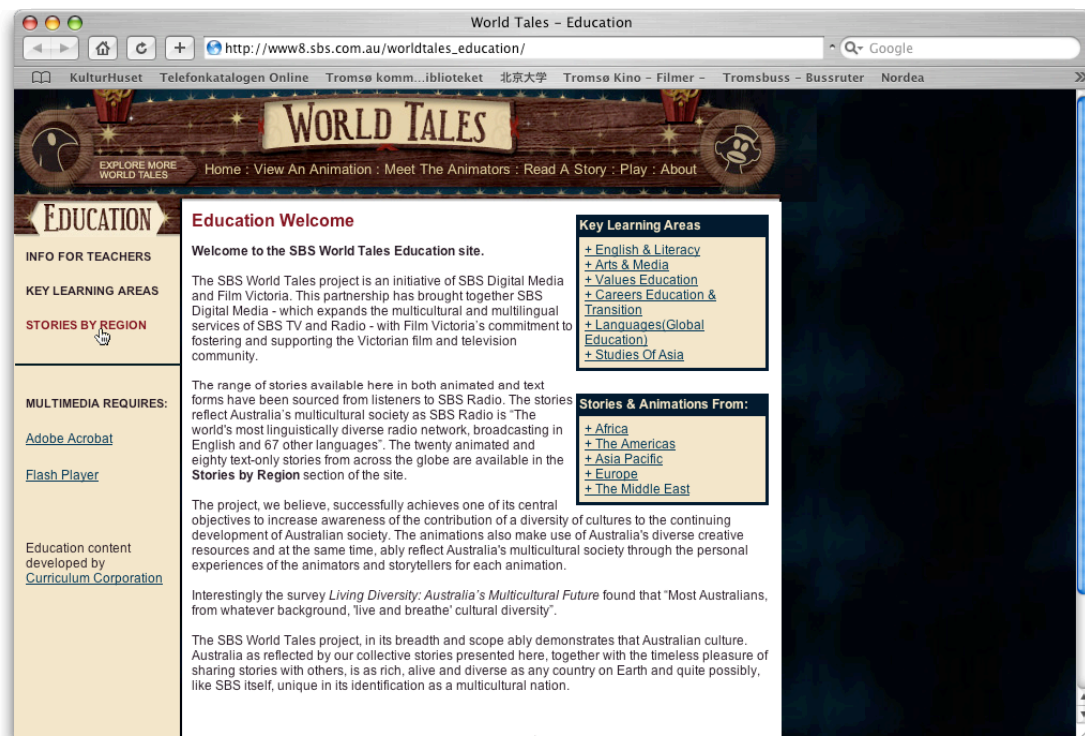 World Tales – Education
http://www8.sbs.com.au/worldtales_education/
Google
KulturHuset Telefonkatalogen Online Tromsø komm...iblioteket 北京大学 Tromsø Kino – Filmer – Tromsbuss – Bussruter Nordea
WORLD TALES
EXPLORE MORE
WORLD TALES
Home : View An Animation : Meet The Animators : Read A Story : Play : About
EDUCATION
INFO FOR TEACHERS
KEY LEARNING AREAS
STORIES BY REGION
MULTIMEDIA REQUIRES:
Adobe Acrobat
Flash Player
Education content
developed by
Curriculum Corporation
Education Welcome
Welcome to the SBS World Tales Education site.
The SBS World Tales project is an initiative of SBS Digital Media
and Film Victoria. This partnership has brought together SBS
Digital Media - which expands the multicultural and multilingual
services of SBS TV and Radio - with Film Victoria's commitment to
fostering and supporting the Victorian film and television
community.
The range of stories available here in both animated and text
forms have been sourced from listeners to SBS Radio. The stories
reflect Australia's multicultural society as SBS Radio is “The
world's most linguistically diverse radio network, broadcasting in
English and 67 other languages”. The twenty animated and
eighty text-only stories from across the globe are available in the
Stories by Region section of the site.
The project, we believe, successfully achieves one of its central
objectives to increase awareness of the contribution of a diversity of cultures to the continuing
development of Australian society. The animations also make use of Australia's diverse creative
resources and at the same time, ably reflect Australia's multicultural society through the personal
experiences of the animators and storytellers for each animation.
Interestingly the survey Living Diversity: Australia's Multicultural Future found that “Most Australians,
from whatever background, 'live and breathe' cultural diversity”.
The SBS World Tales project, in its breadth and scope ably demonstrates that Australian culture.
Australia as reflected by our collective stories presented here, together with the timeless pleasure of
sharing stories with others, is as rich, alive and diverse as any country on Earth and quite possibly,
like SBS itself, unique in its identification as a multicultural nation.
Key Learning Areas
+ English & Literacy
+ Arts & Media
+ Values Education
+ Careers Education &
Transition
+ Languages(Global
Education)
+ Studies Of Asia
Stories & Animations From:
+ Africa
+ The Americas
+ Asia Pacific
+ Europe
+ The Middle East